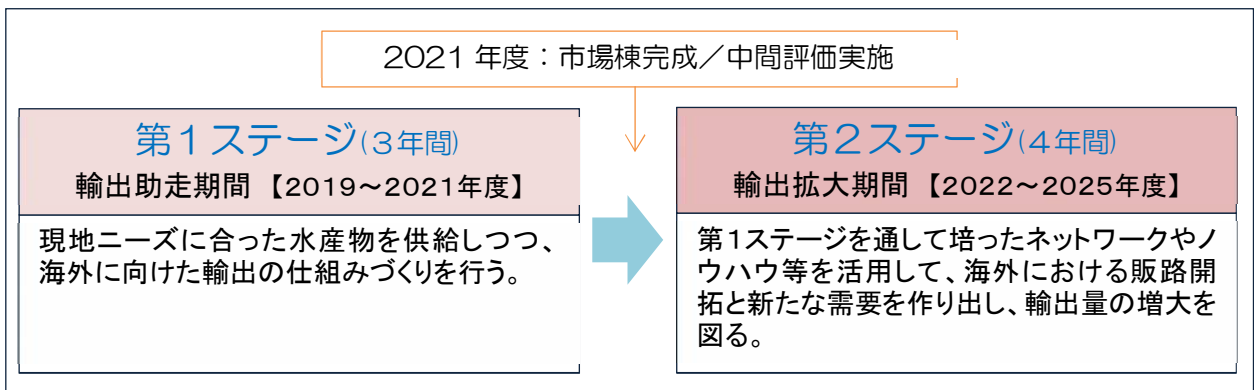 2021 年度：市場棟完成／中間評価実施
第1ステージ(3年間)
輸出助走期間 【2019～2021年度】
現地ニーズに合った水産物を供給しつつ、
海外に向けた輸出の仕組みづくりを行う。
第2ステージ(4年間)
輸出拡大期間 【2022～2025年度】
第1ステージを通して培ったネットワークやノ
ウハウ等を活用して、海外における販路開
拓と新たな需要を作り出し、輸出量の増大を
図る。